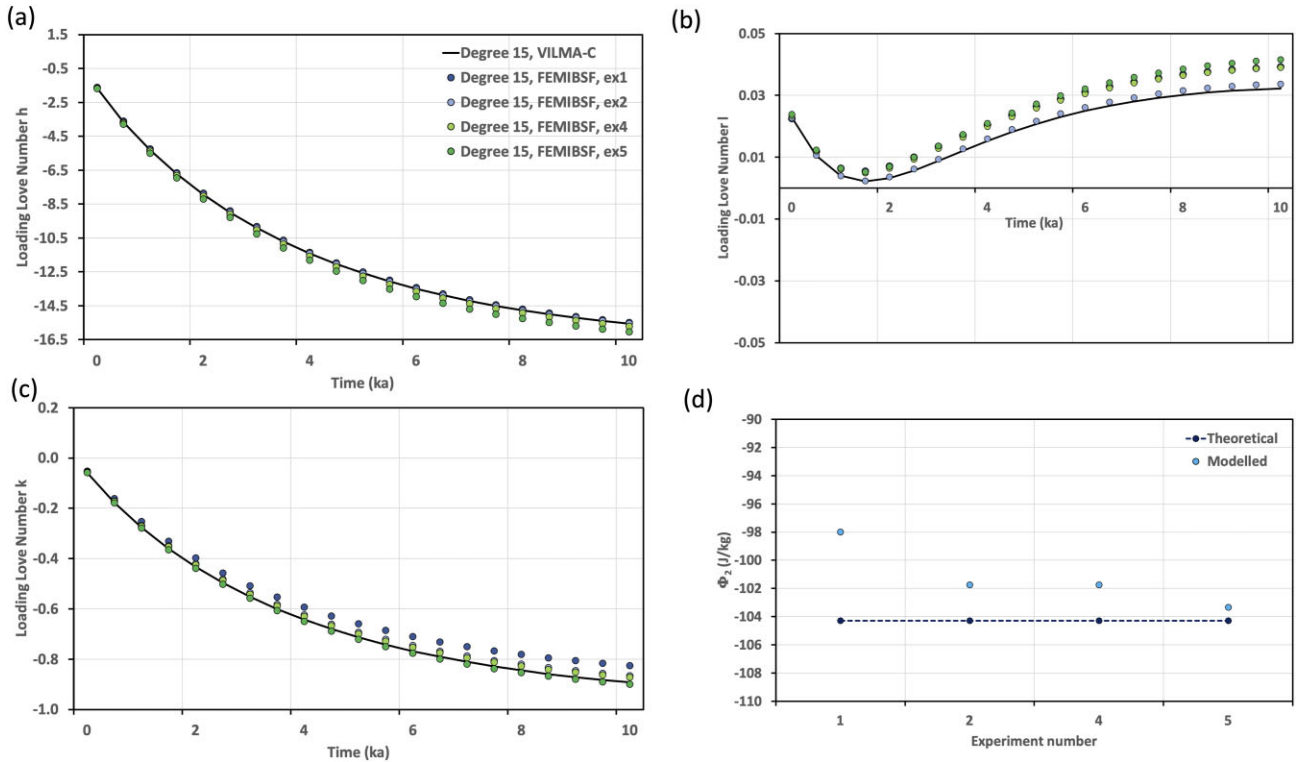 (a)
1.5
-0.5
-2.5
-4.5
-6.5
-8.5
-10.5
-12.5
-14.5
-16.5
Loading Love Number h
Degree 15, VILMA-C
Degree 15, FEMIBSF, ex1
Degree 15, FEMIBSF, ex2
Degree 15, FEMIBSF, ex4
Degree 15, FEMIBSF, ex5
0 2 4 6 8 10
Time (ka)
(b)
0.05
0.03
0.01
-0.01
-0.03
-0.05
Loading Love Number l
0 2 4 6 8 10
Time (ka)
(c)
0.2
0.0
-0.2
-0.4
-0.6
-0.8
-1.0
Loading Love Number k
0 2 4 6 8 10
Time (ka)
(d)
-90
-92
-94
-96
-98
-100
-102
-104
-106
-108
-110
Φ₂ (J/kg)
Theoretical
Modelled
1 2 4 5
Experiment number